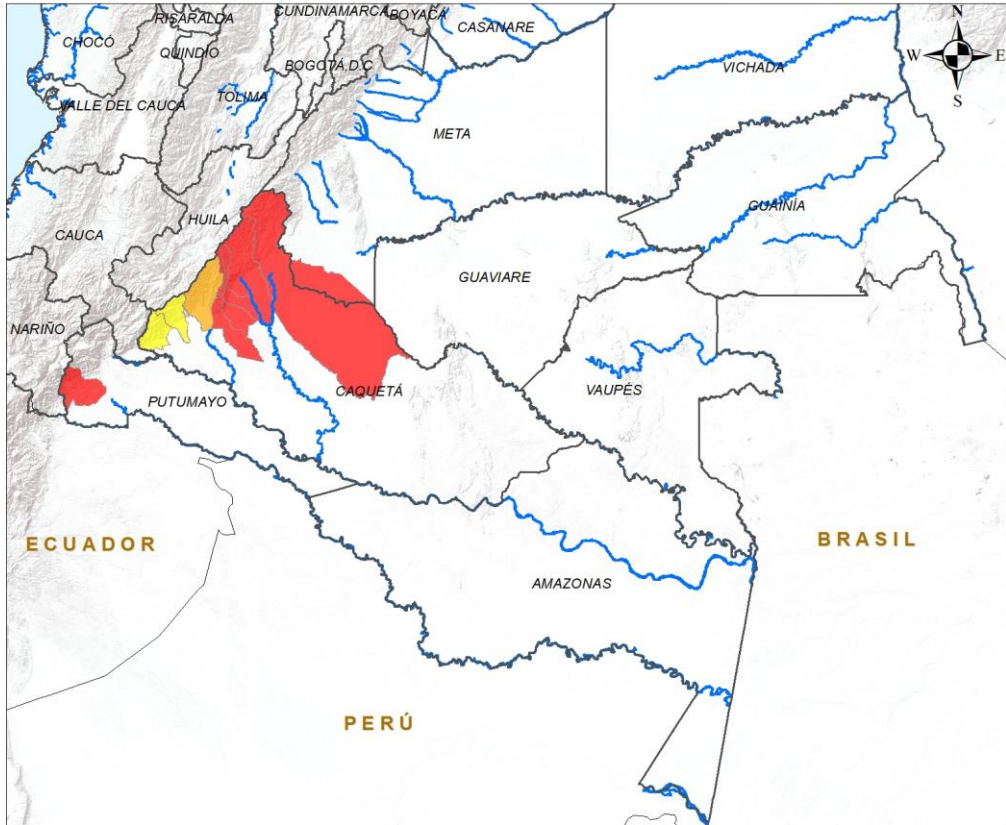 CUNDINAMARCA
BOYACÁ
RISARALDA
CASANARE
CHOCÓ
QUINDÍO
BOGOTÁ D.C
VICHADA
TOLIMA
VALLE DEL CAUCA
META
N
W E
S
GUAINÍA
HUILA
CAUCA
GUAVIARE
NARIÑO
CAQUETÁ
VAUPÉS
PUTUMAYO
ECUADOR
BRASIL
AMAZONAS
PERÚ